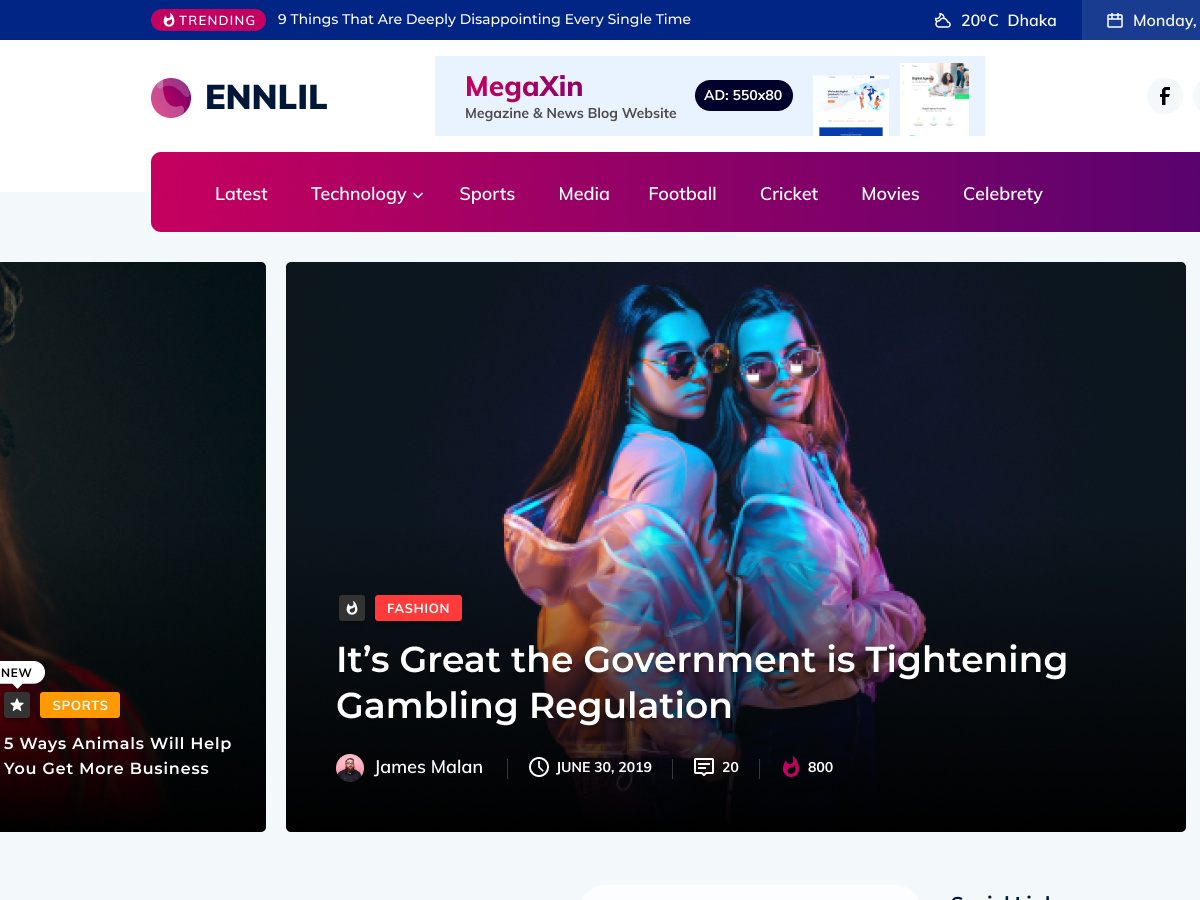 TRENDING 9 Things That Are Deeply Disappointing Every Single Time 20⁰C Dhaka Monday,
ENNLIL
MegaXin
Megazine & News Blog Website
AD: 550x80
Latest Technology Sports Media Football Cricket Movies Celebrety
NEW
SPORTS
5 Ways Animals Will Help
You Get More Business
FASHION
It’s Great the Government is Tightening
Gambling Regulation
James Malan JUNE 30, 2019 20 800